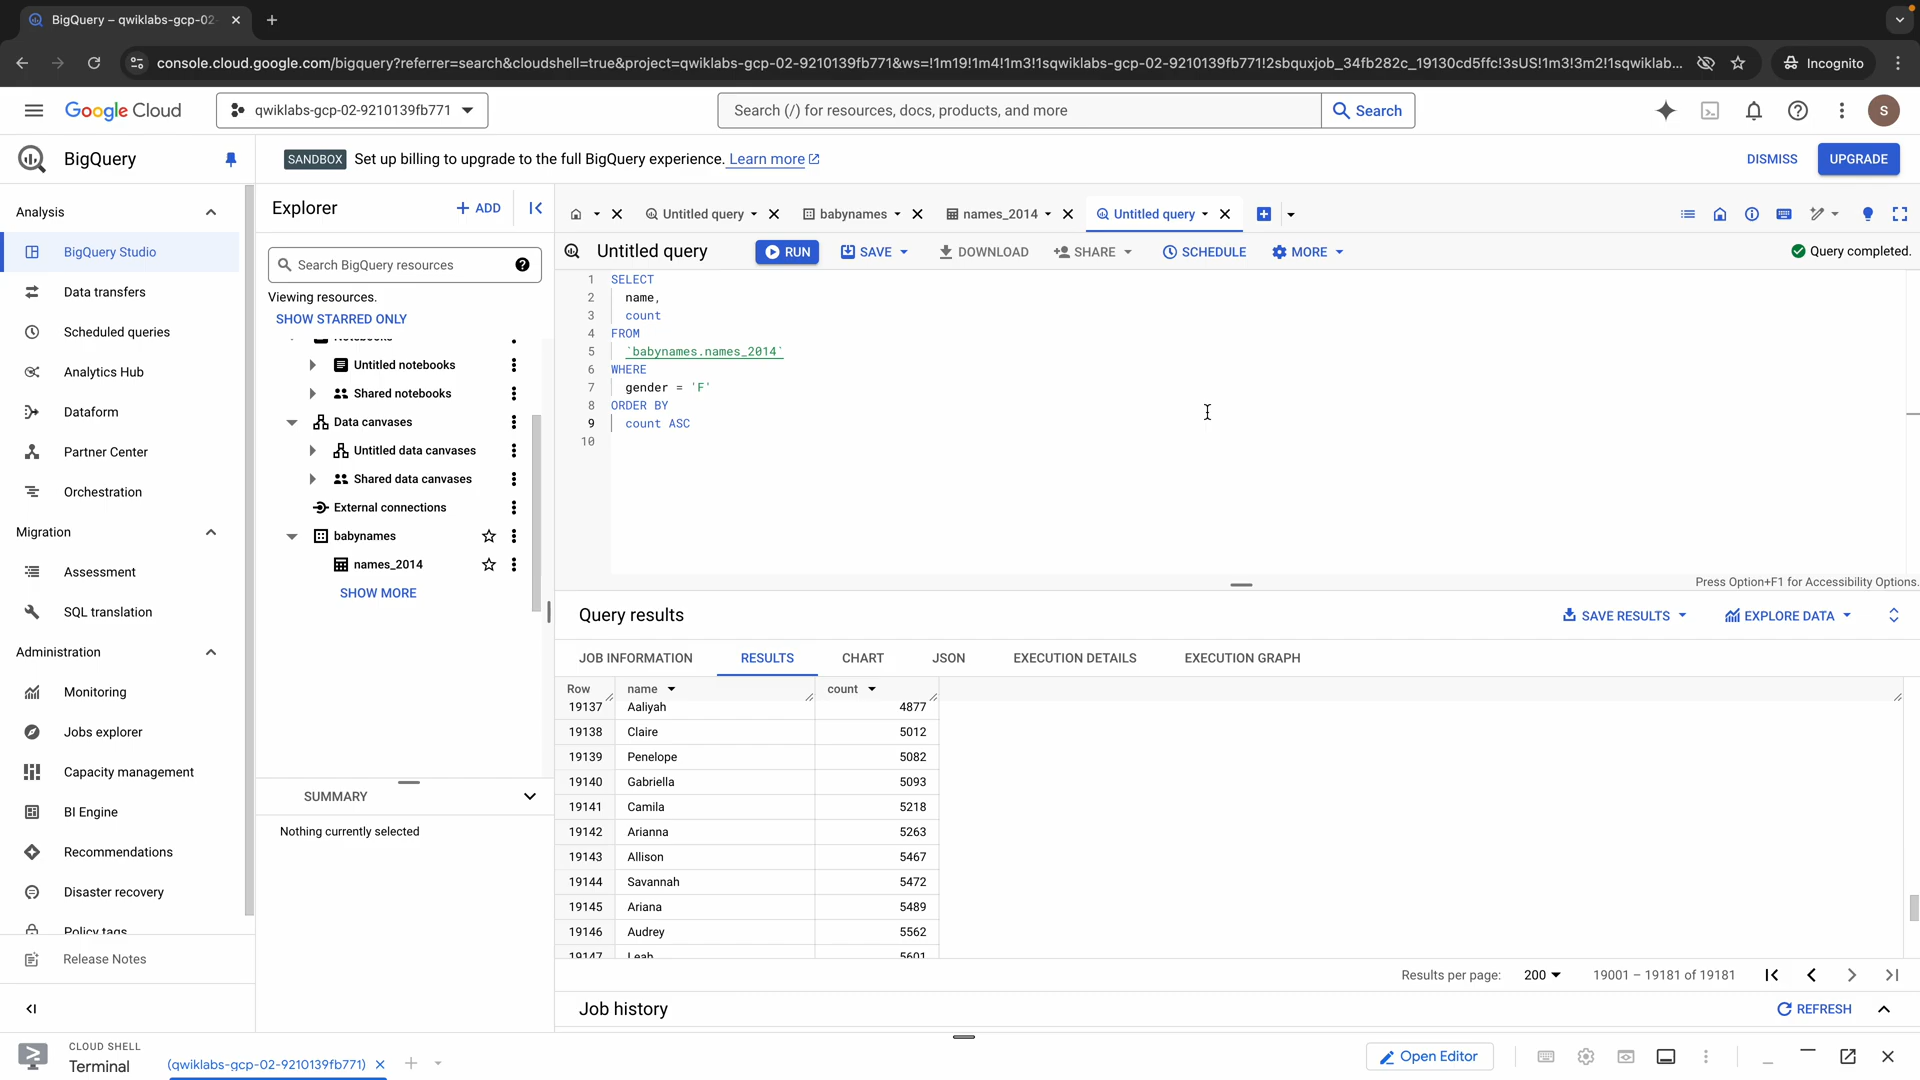 BigQuery – qwiklabs-gcp-02-
console.cloud.google.com/bigquery?referrer=search&cloudshell=true&project=qwiklabs-gcp-02-9210139fb771&ws=!1m19!1m4!1m3!1sqwiklabs-gcp-02-9210139fb771!2sbquxjob_34fb282c_19130cd5ffc!3sUS!1m3!3m2!1sqwiklab...
Incognito
Google Cloud
qwiklabs-gcp-02-9210139fb771
Search (/) for resources, docs, products, and more
Search
S
BigQuery
SANDBOX Set up billing to upgrade to the full BigQuery experience. Learn more
DISMISS
UPGRADE
Analysis
BigQuery Studio
Data transfers
Scheduled queries
Analytics Hub
Dataform
Partner Center
Orchestration
Migration
Assessment
SQL translation
Administration
Monitoring
Jobs explorer
Capacity management
BI Engine
Recommendations
Disaster recovery
Policy tags
Release Notes
Explorer
+ ADD
Search BigQuery resources
Viewing resources.
SHOW STARRED ONLY
Notebooks
Untitled notebooks
Shared notebooks
Data canvases
Untitled data canvases
Shared data canvases
External connections
babynames
names_2014
SHOW MORE
SUMMARY
Nothing currently selected
Untitled query
babynames
names_2014
Untitled query
Untitled query
RUN
SAVE
DOWNLOAD
SHARE
SCHEDULE
MORE
Query completed.
1 SELECT
2 name,
3 count
4 FROM
5 `babynames.names_2014`
6 WHERE
7 gender = 'F'
8 ORDER BY
9 count ASC
10
Press Option+F1 for Accessibility Options.
Query results
SAVE RESULTS
EXPLORE DATA
JOB INFORMATION
RESULTS
CHART
JSON
EXECUTION DETAILS
EXECUTION GRAPH
Row name count
19137 Aaliyah 4877
19138 Claire 5012
19139 Penelope 5082
19140 Gabriella 5093
19141 Camila 5218
19142 Arianna 5263
19143 Allison 5467
19144 Savannah 5472
19145 Ariana 5489
19146 Audrey 5562
19147 Leah 5601
Results per page: 200 19001 – 19181 of 19181
Job history
REFRESH
CLOUD SHELL
Terminal
(qwiklabs-gcp-02-9210139fb771)
Open Editor